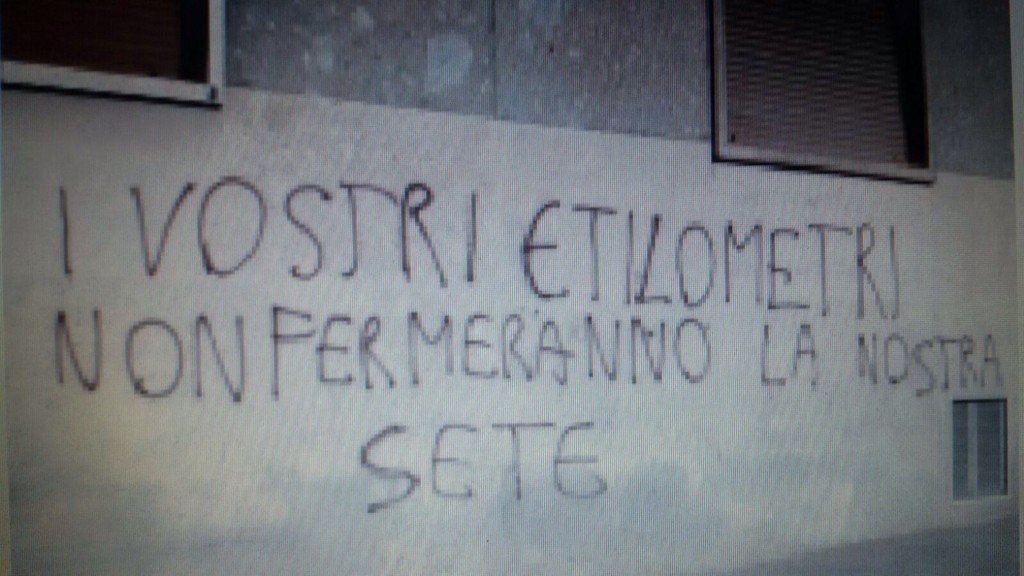 I VOSTRI ETILOMETRI
NON FERMERANNO LA NOSTRA
SETE